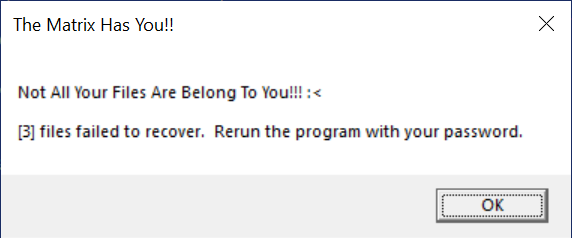 The Matrix Has You!!
Not All Your Files Are Belong To You!!! :<
[3] files failed to recover.  Rerun the program with your password.
OK